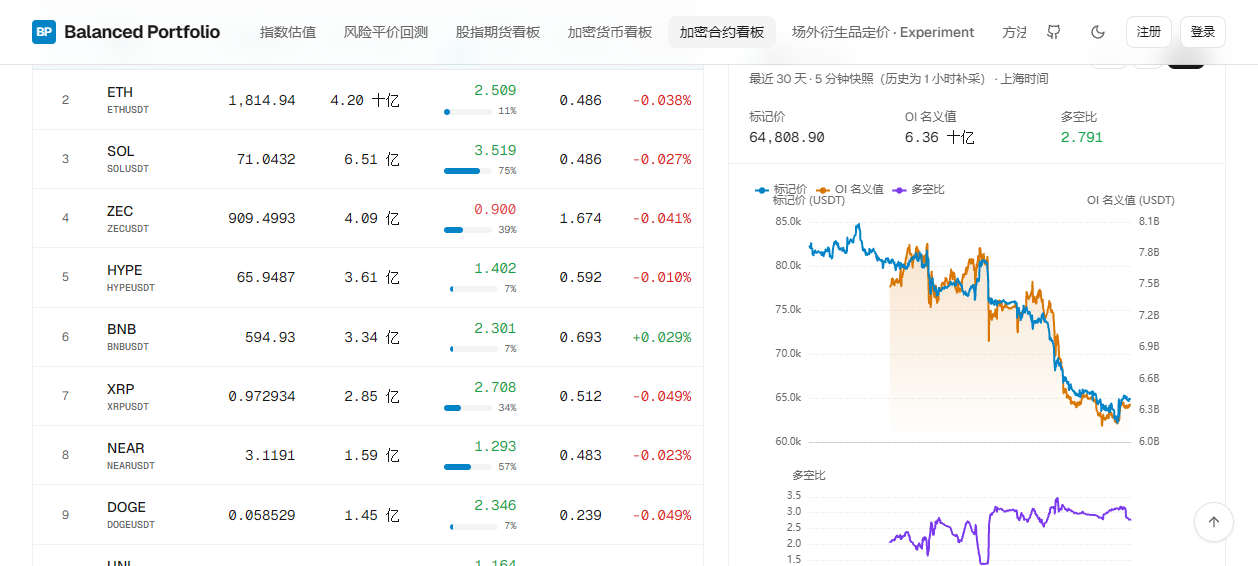 BP Balanced Portfolio 指数估值 风险平价回测 股指期货看板 加密货币看板 加密合约看板 场外衍生品定价 · Experiment 方法 注册 登录
2 ETH 1,814.94 4.20 十亿 2.509 0.486 -0.038%
ETHUSDT 11%
3 SOL 71.0432 6.51 亿 3.519 0.486 -0.027%
SOLUSDT 75%
4 ZEC 909.4993 4.09 亿 0.900 1.674 -0.041%
ZECUSDT 39%
5 HYPE 65.9487 3.61 亿 1.402 0.592 -0.010%
HYPEUSDT 7%
6 BNB 594.93 3.34 亿 2.301 0.693 +0.029%
BNBUSDT 7%
7 XRP 0.972934 2.85 亿 2.708 0.512 -0.049%
XRPUSDT 34%
8 NEAR 3.1191 1.59 亿 1.293 0.483 -0.023%
NEARUSDT 57%
9 DOGE 0.058529 1.45 亿 2.346 0.239 -0.049%
DOGEUSDT 7%
UNI 1.164
最近 30 天 · 5 分钟快照（历史为 1 小时补采） · 上海时间
标记价 OI 名义值 多空比
64,808.90 6.36 十亿 2.791
标记价 OI 名义值 多空比
标记价 (USDT) OI 名义值 (USDT)
85.0k 8.1B
80.0k 7.8B
75.0k 7.5B
70.0k 7.2B
65.0k 6.9B
60.0k 6.6B
6.3B
6.0B
多空比
3.5
3.0
2.5
2.0
1.5